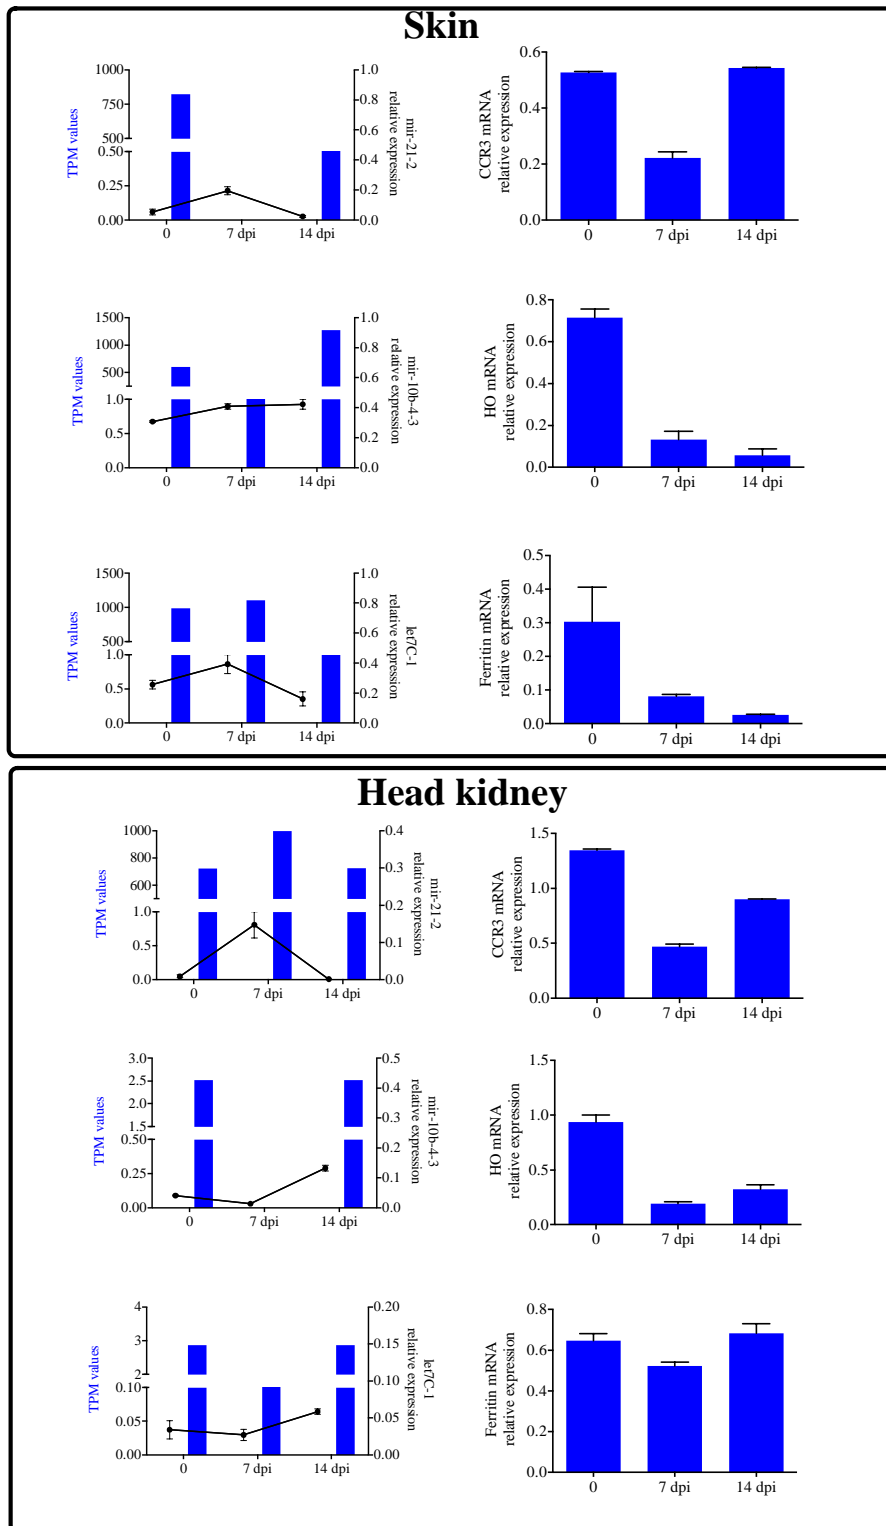 Skin
TPM values
1000
750
500
0.50
0.25
0.00
0
7 dpi
14 dpi
1.0
0.8
0.6
0.4
0.2
0.0
mir-21-2
relative expression
CCR3 mRNA
relative expression
0.6
0.4
0.2
0.0
0
7 dpi
14 dpi
TPM values
1500
1000
500
1.0
0.5
0.0
0
7 dpi
14 dpi
1.0
0.8
0.6
0.4
0.2
0.0
mir-10b-4-3
relative expression
HO mRNA
relative expression
0.8
0.6
0.4
0.2
0.0
0
7 dpi
14 dpi
TPM values
1500
1000
500
1.0
0.5
0.0
0
7 dpi
14 dpi
1.0
0.8
0.6
0.4
0.2
0.0
let7C-1
relative expression
Ferritin mRNA
relative expression
0.5
0.4
0.3
0.2
0.1
0.0
0
7 dpi
14 dpi
Head kidney
TPM values
1000
800
600
1.0
0.5
0.0
0
7 dpi
14 dpi
0.4
0.3
0.2
0.1
0.0
mir-21-2
relative expression
CCR3 mRNA
relative expression
1.5
1.0
0.5
0.0
0
7 dpi
14 dpi
TPM values
3.0
2.5
2.0
1.5
0.50
0.25
0.00
0
7 dpi
14 dpi
0.5
0.4
0.3
0.2
0.1
0.0
mir-10b-4-3
relative expression
HO mRNA
relative expression
1.5
1.0
0.5
0.0
0
7 dpi
14 dpi
TPM values
4
3
2
0.10
0.05
0.00
0
7 dpi
14 dpi
0.20
0.15
0.10
0.05
0.00
let7C-1
relative expression
Ferritin mRNA
relative expression
0.8
0.6
0.4
0.2
0.0
0
7 dpi
14 dpi